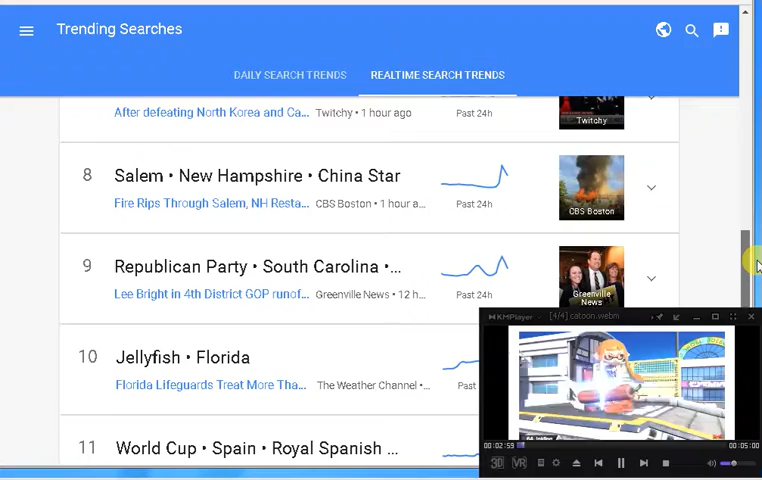 Trending Searches
DAILY SEARCH TRENDS
REALTIME SEARCH TRENDS
After defeating North Korea and Ca...
Twitchy • 1 hour ago
Past 24h
Twitchy
8
Salem • New Hampshire • China Star
Fire Rips Through Salem, NH Resta...
CBS Boston • 1 hour a...
Past 24h
CBS Boston
9
Republican Party • South Carolina •...
Lee Bright in 4th District GOP runof...
Greenville News • 12 h...
Past 24h
Greenville
News
10
Jellyfish • Florida
Florida Lifeguards Treat More Tha...
The Weather Channel •...
Past
11
World Cup • Spain • Royal Spanish ...
KMPlayer
[4/4] catoon.webm
00:02:59
00:05:00
3D
VR